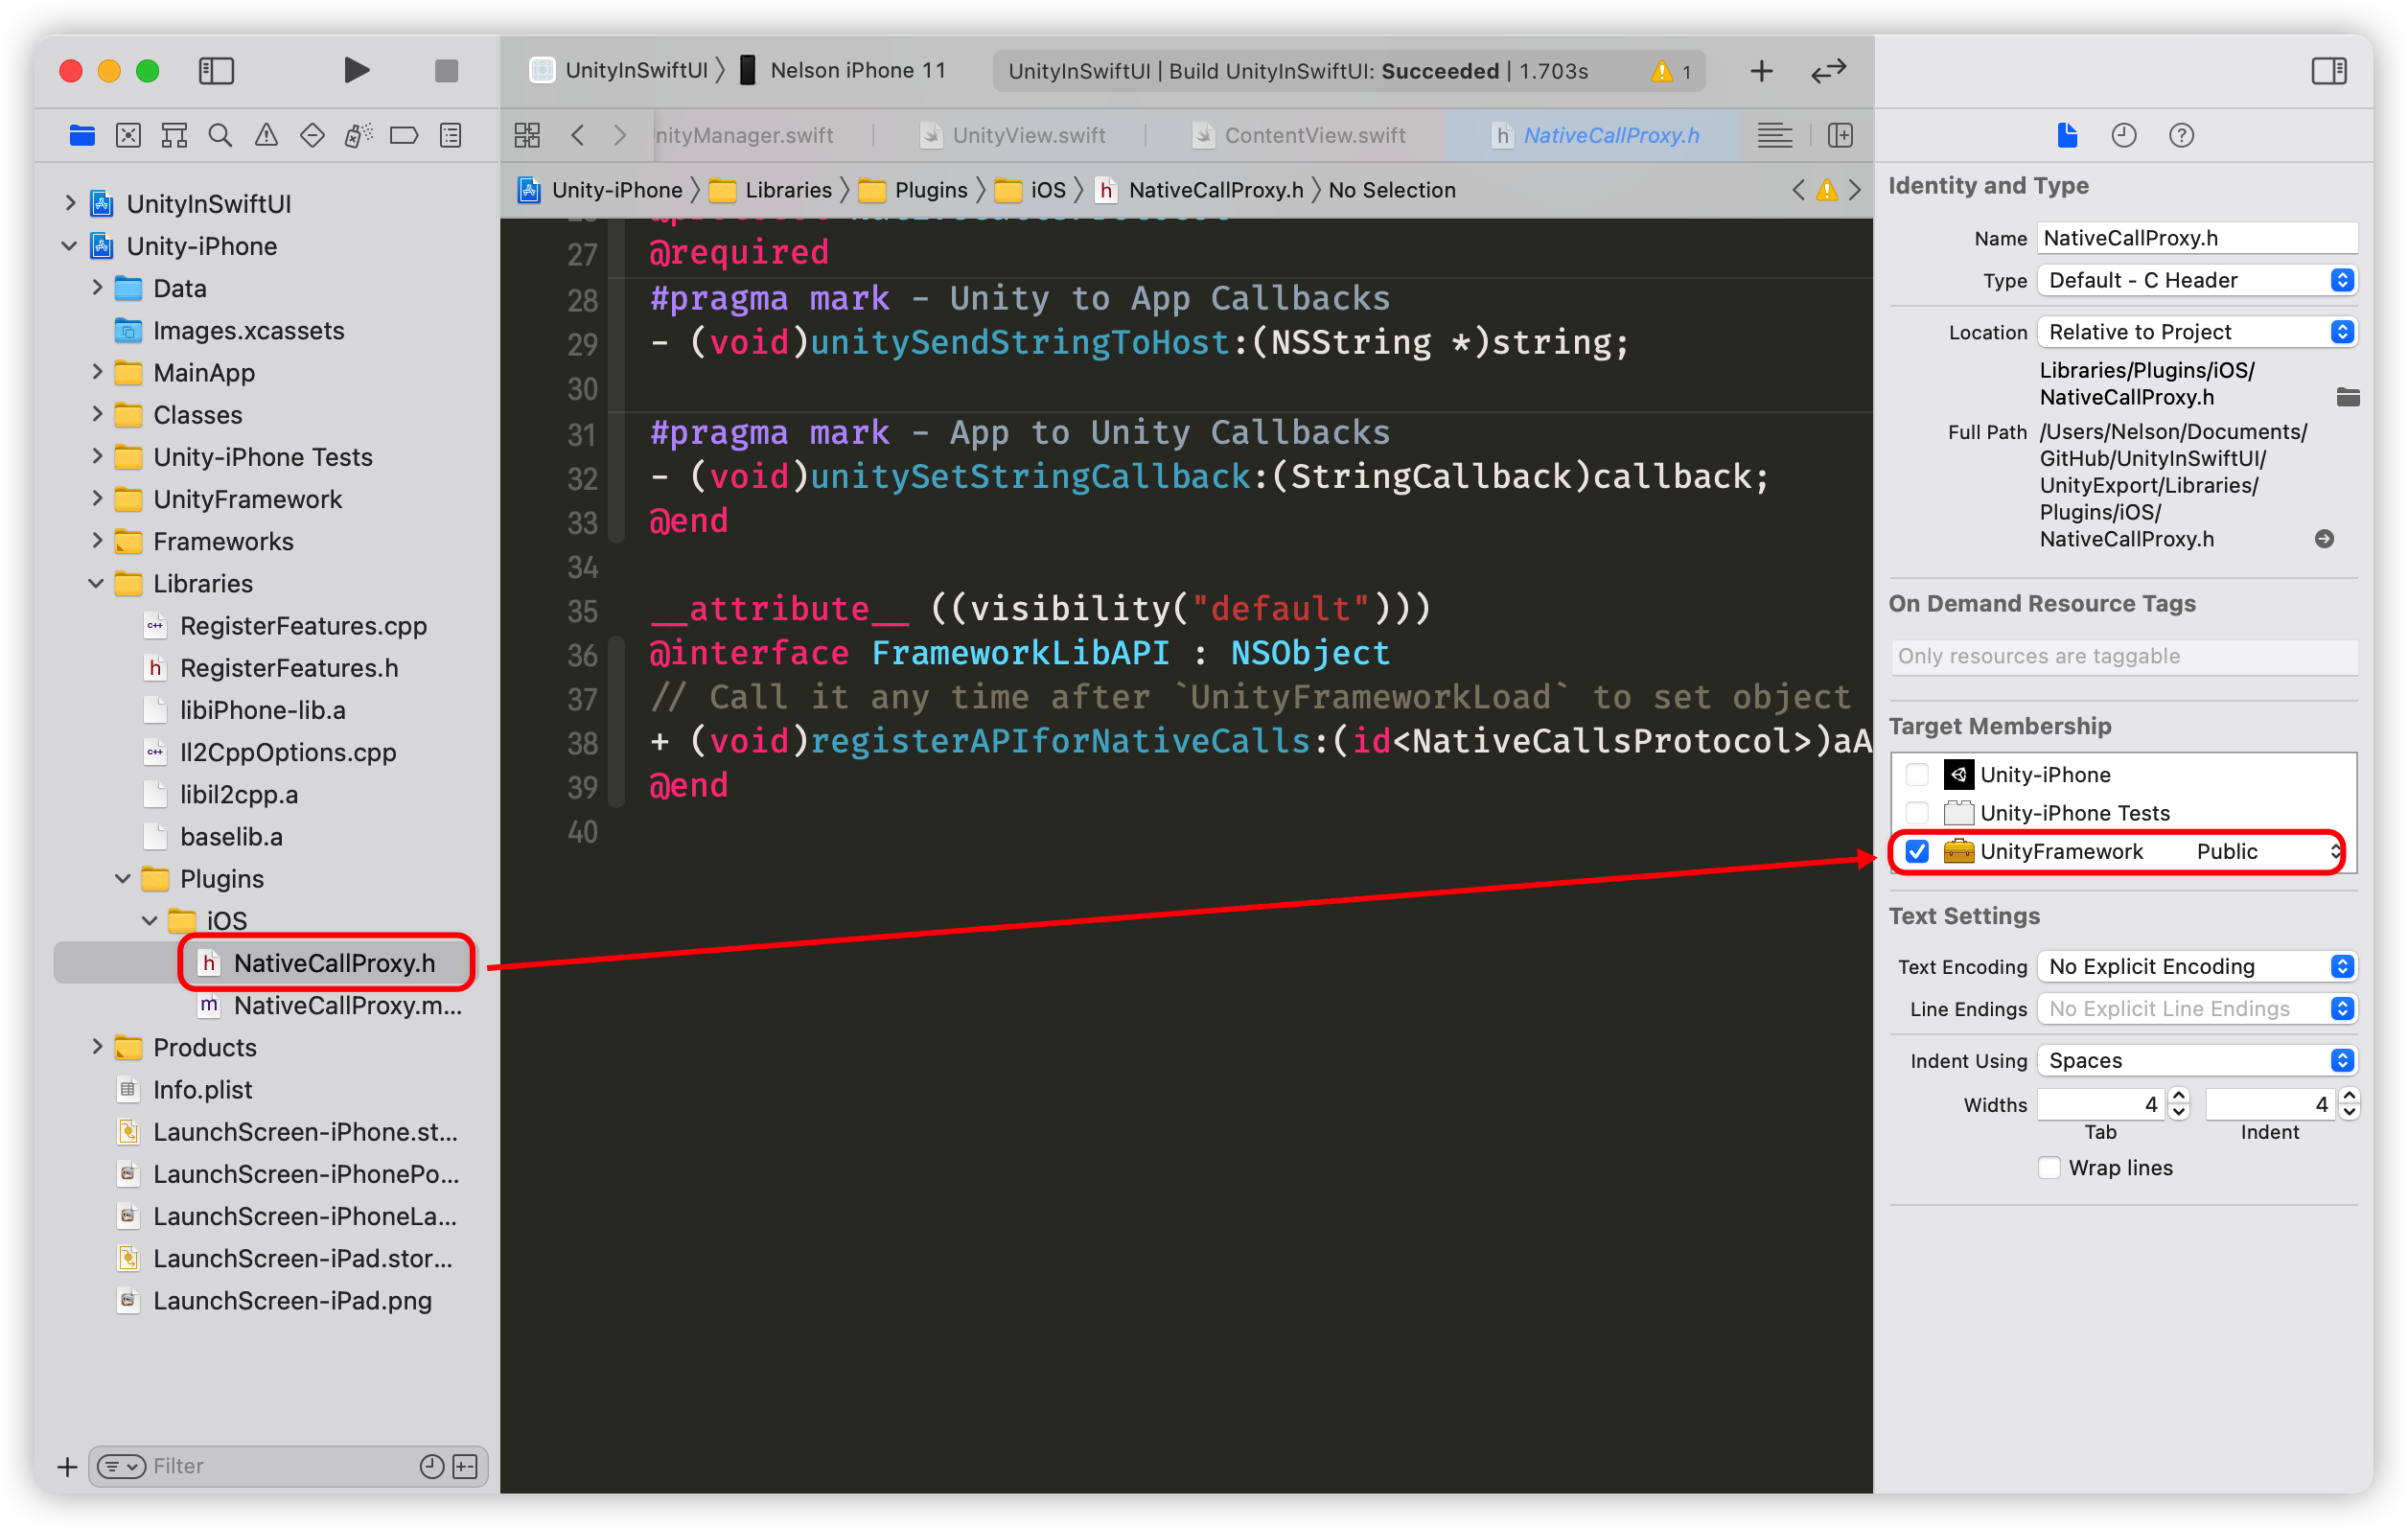 UnityInSwiftUI
Nelson iPhone 11
UnityInSwiftUI | Build UnityInSwiftUI: Succeeded | 1.703s
1
nityManager.swift
UnityView.swift
ContentView.swift
h NativeCallProxy.h
Unity-iPhone
Libraries
Plugins
iOS
h NativeCallProxy.h
No Selection
UnityInSwiftUI
Unity-iPhone
Data
Images.xcassets
MainApp
Classes
Unity-iPhone Tests
UnityFramework
Frameworks
Libraries
c++ RegisterFeatures.cpp
h RegisterFeatures.h
libiPhone-lib.a
c++ Il2CppOptions.cpp
libil2cpp.a
baselib.a
Plugins
iOS
h NativeCallProxy.h
m NativeCallProxy.m...
Products
Info.plist
LaunchScreen-iPhone.st...
LaunchScreen-iPhonePo...
LaunchScreen-iPhoneLa...
LaunchScreen-iPad.stor...
LaunchScreen-iPad.png
Filter
27 @required
28 #pragma mark - Unity to App Callbacks
29 - (void)unitySendStringToHost:(NSString *)string;
30
31 #pragma mark - App to Unity Callbacks
32 - (void)unitySetStringCallback:(StringCallback)callback;
33 @end
34
35 __attribute__ ((visibility("default")))
36 @interface FrameworkLibAPI : NSObject
37 // Call it any time after `UnityFrameworkLoad` to set object
38 + (void)registerAPIforNativeCalls:(id<NativeCallsProtocol>)aA
39 @end
40
Identity and Type
Name NativeCallProxy.h
Type Default - C Header
Location Relative to Project
Libraries/Plugins/iOS/
NativeCallProxy.h
Full Path /Users/Nelson/Documents/
GitHub/UnityInSwiftUI/
UnityExport/Libraries/
Plugins/iOS/
NativeCallProxy.h
On Demand Resource Tags
Only resources are taggable
Target Membership
Unity-iPhone
Unity-iPhone Tests
UnityFramework Public
Text Settings
Text Encoding No Explicit Encoding
Line Endings No Explicit Line Endings
Indent Using Spaces
Widths 4 4
Tab Indent
Wrap lines